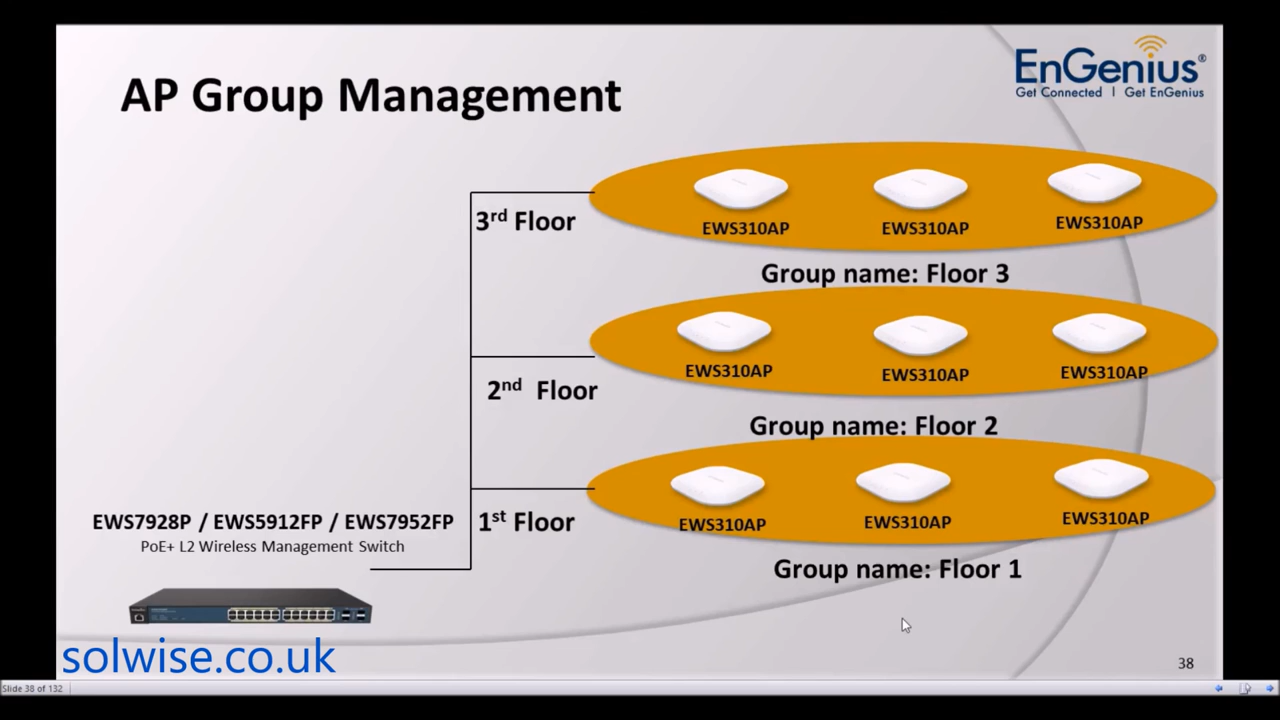 AP Group Management
EnGenius®
Get Connected | Get EnGenius
3rd Floor
EWS310AP
EWS310AP
EWS310AP
Group name: Floor 3
2nd Floor
EWS310AP
EWS310AP
EWS310AP
Group name: Floor 2
EWS7928P / EWS5912FP / EWS7952FP
PoE+ L2 Wireless Management Switch
1st Floor
EWS310AP
EWS310AP
EWS310AP
Group name: Floor 1
solwise.co.uk
38
Slide 38 of 132